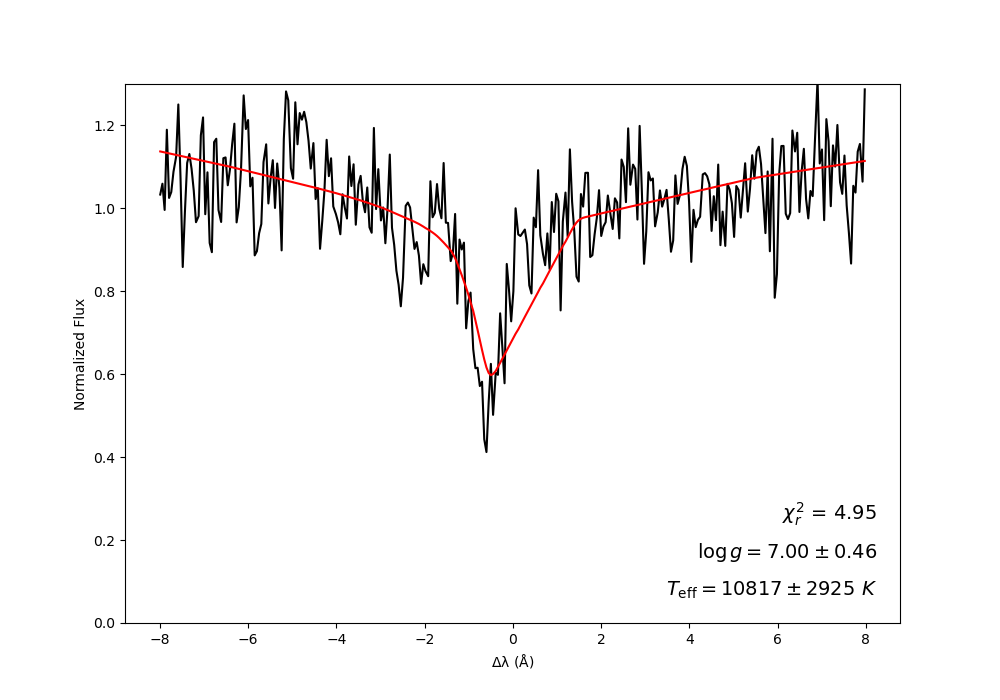 1.2
1.0
0.8
0.6
0.4
0.2
0.0
Normalized Flux
χ²ᵣ = 4.95
log g = 7.00 ± 0.46
T_eff = 10817 ± 2925 K
−8 −6 −4 −2 0 2 4 6 8
Δλ (Å)